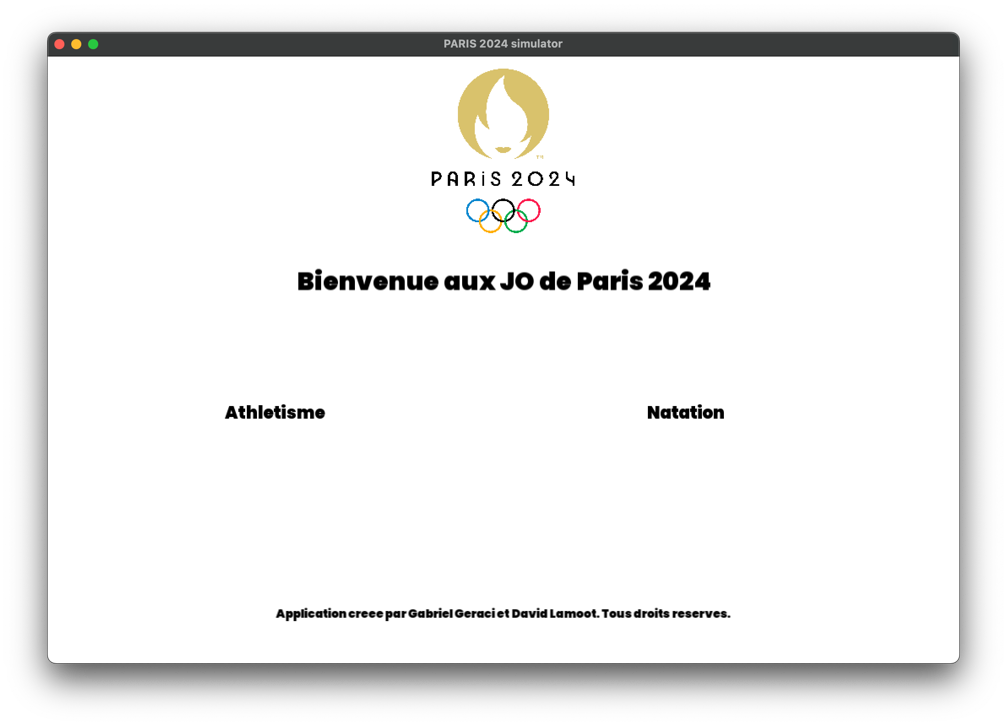 PARIS 2024 simulator
TM
PARiS 2024
Bienvenue aux JO de Paris 2024
Athletisme
Natation
Application creee par Gabriel Geraci et David Lamoot. Tous droits reserves.